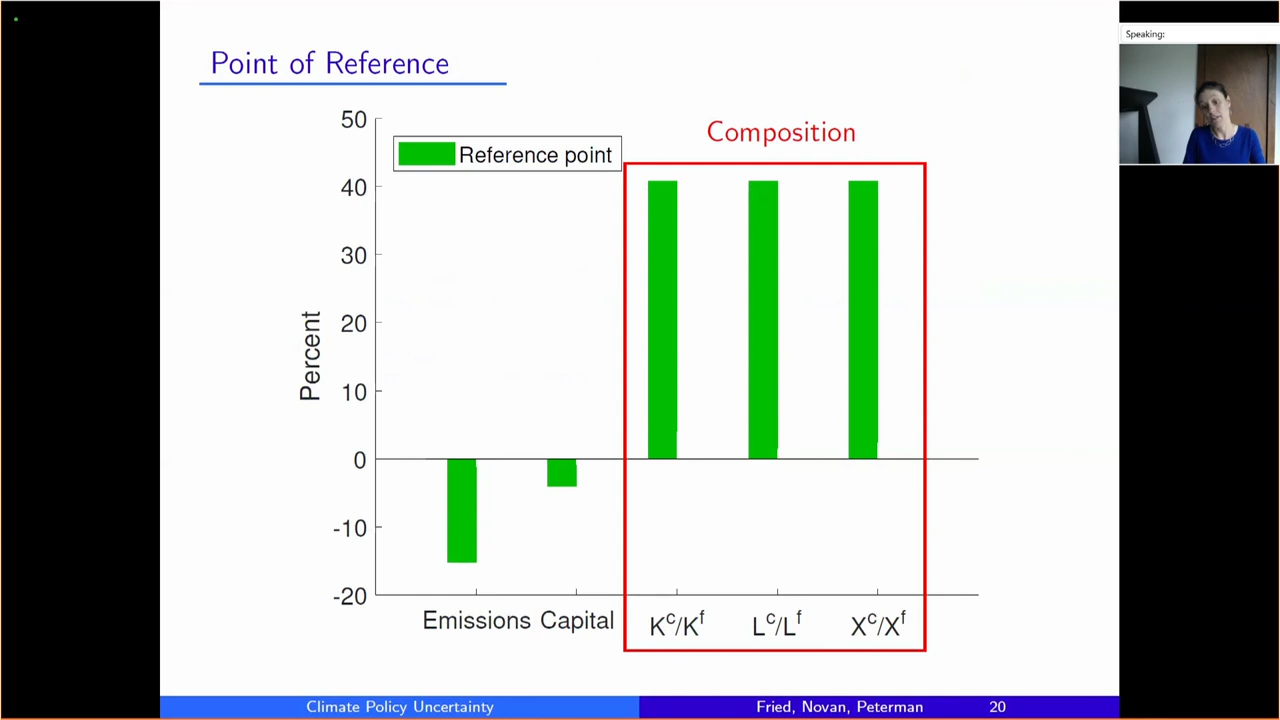 Speaking:
Point of Reference
Composition
Reference point
50
40
30
20
10
0
-10
-20
Percent
Emissions Capital K^c/K^f L^c/L^f X^c/X^f
Climate Policy Uncertainty Fried, Novan, Peterman 20